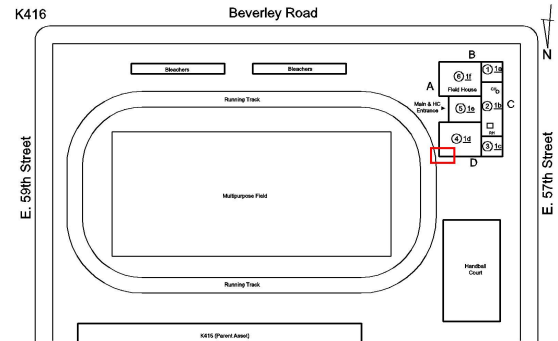 K416
Beverley Road
N
Bleachers
Bleachers
B
6 1f
Field House
1 1a
A
Running Track
Main & HC
Entrance
5 1e
2 1b
C
4 1d
3 1c
D
E. 59th Street
E. 57th Street
Multipurpose Field
Handball
Court
Running Track
K415 (Parent Asset)